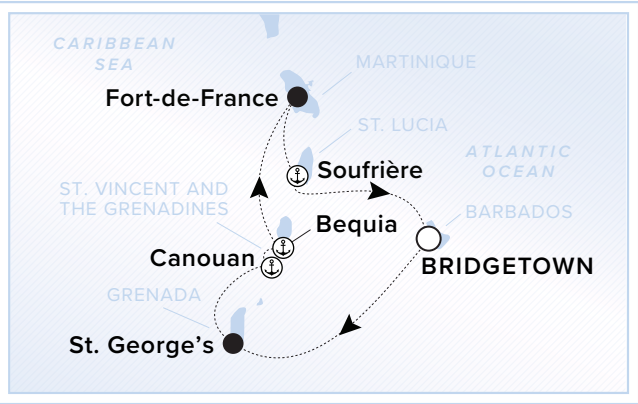 CARIBBEAN
SEA
MARTINIQUE
Fort-de-France
ST. LUCIA
ATLANTIC
OCEAN
Soufrière
ST. VINCENT AND
THE GRENADINES
BARBADOS
Bequia
Canouan
BRIDGETOWN
GRENADA
St. George’s